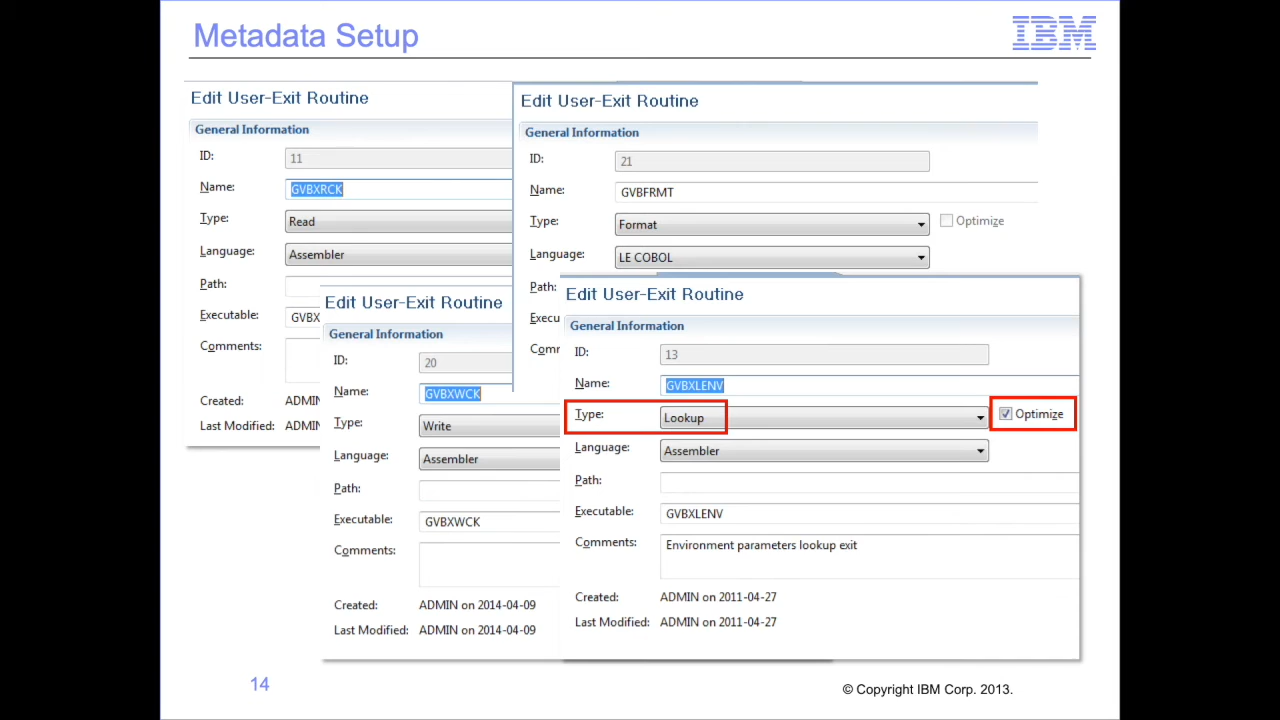 Metadata Setup
IBM
Edit User-Exit Routine
General Information
ID: 11
Name: GVBXRCK
Type: Read
Language: Assembler
Path:
Executable: GVBX
Comments:
Created: ADMIN
Last Modified: ADMIN
Edit User-Exit Routine
General Information
ID: 21
Name: GVBFRMT
Type: Format Optimize
Language: LE COBOL
Path:
Execu
Comm
Edit User-Exit Routine
General Information
ID: 20
Name: GVBXWCK
Type: Write
Language: Assembler
Path:
Executable: GVBXWCK
Comments:
Created: ADMIN on 2014-04-09
Last Modified: ADMIN on 2014-04-09
Edit User-Exit Routine
General Information
ID: 13
Name: GVBXLENV
Type: Lookup Optimize
Language: Assembler
Path:
Executable: GVBXLENV
Comments: Environment parameters lookup exit
Created: ADMIN on 2011-04-27
Last Modified: ADMIN on 2011-04-27
14
© Copyright IBM Corp. 2013.